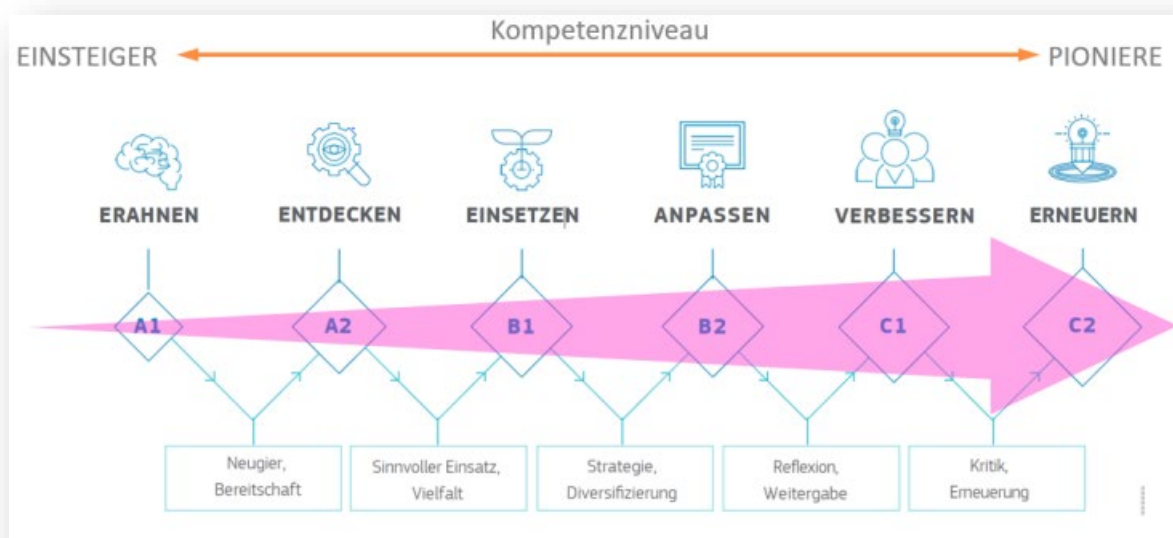 Kompetenzniveau
EINSTEIGER
PIONIERE
ERAHNEN
ENTDECKEN
EINSETZEN
ANPASSEN
VERBESSERN
ERNEUERN
A1
A2
B1
B2
C1
C2
Neugier,
Bereitschaft
Sinnvoller Einsatz,
Vielfalt
Strategie,
Diversifizierung
Reflexion,
Weitergabe
Kritik,
Erneuerung